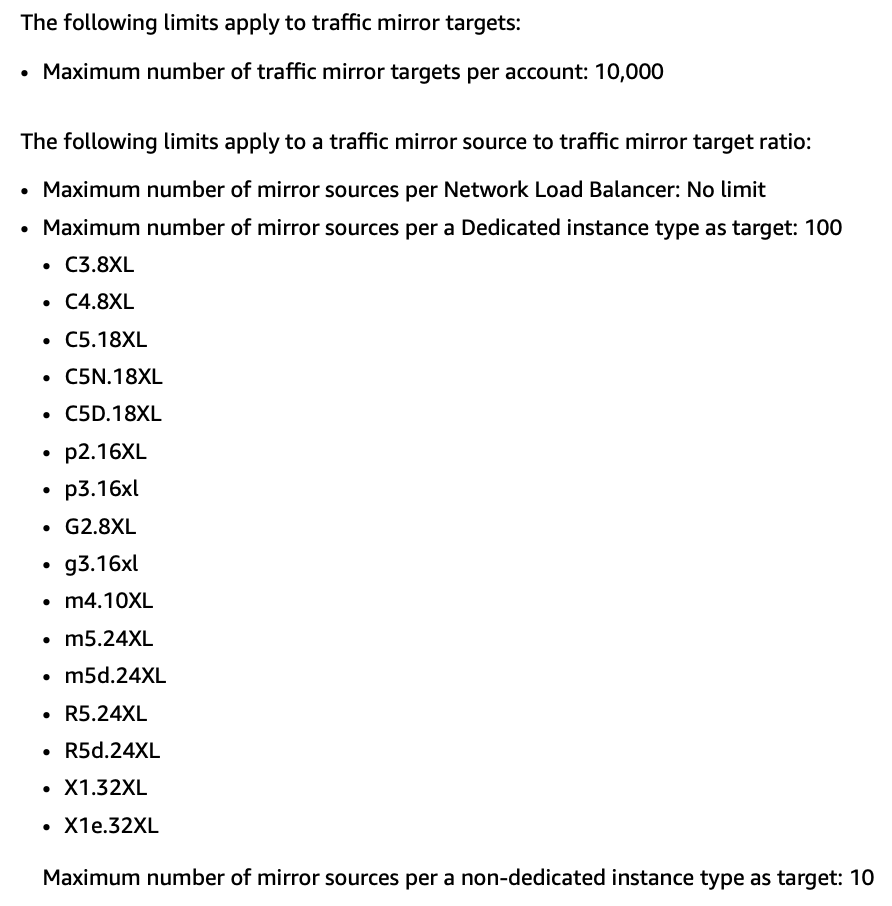 The following limits apply to traffic mirror targets:
• Maximum number of traffic mirror targets per account: 10,000
The following limits apply to a traffic mirror source to traffic mirror target ratio:
• Maximum number of mirror sources per Network Load Balancer: No limit
• Maximum number of mirror sources per a Dedicated instance type as target: 100
• C3.8XL
• C4.8XL
• C5.18XL
• C5N.18XL
• C5D.18XL
• p2.16XL
• p3.16xl
• G2.8XL
• g3.16xl
• m4.10XL
• m5.24XL
• m5d.24XL
• R5.24XL
• R5d.24XL
• X1.32XL
• X1e.32XL
Maximum number of mirror sources per a non-dedicated instance type as target: 10